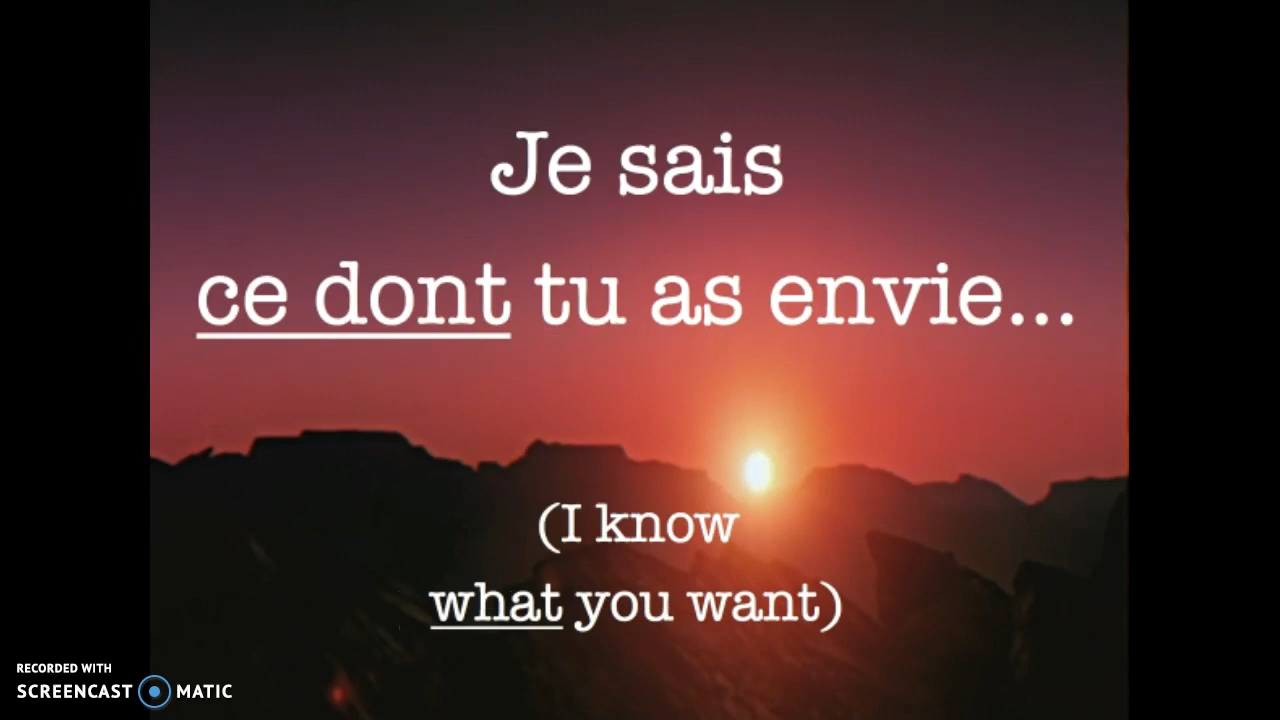 Je sais
ce dont tu as envie...
(I know
what you want)
RECORDED WITH
SCREENCAST MATIC